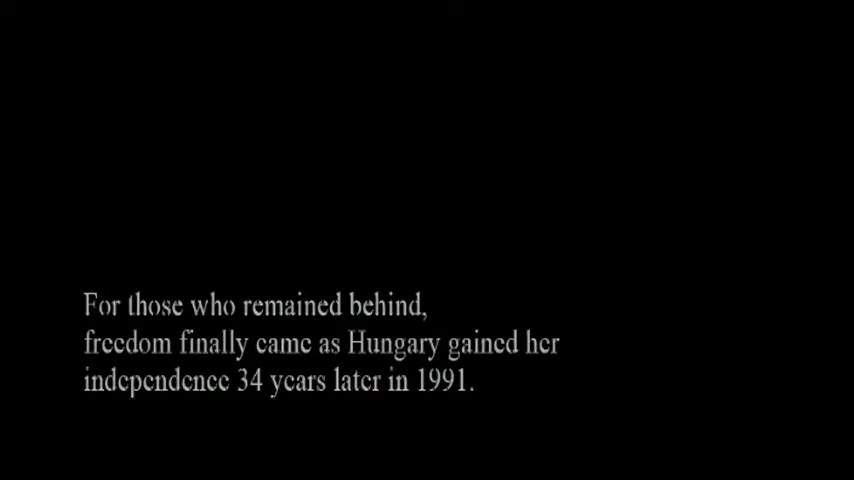 For those who remained behind,
freedom finally came as Hungary gained her
independence 34 years later in 1991.